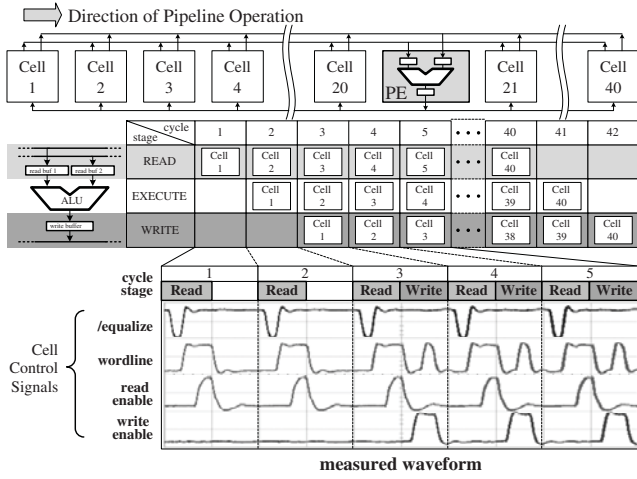 Direction of Pipeline Operation
Cell 1 Cell 2 Cell 3 Cell 4 Cell 20 PE Cell 21 Cell 40
cycle stage 1 2 3 4 5 ••• 40 41 42
READ Cell 1 Cell 2 Cell 3 Cell 4 Cell 5 ••• Cell 40
read buf 1 read buf 2
EXECUTE Cell 1 Cell 2 Cell 3 Cell 4 ••• Cell 39 Cell 40
ALU
WRITE Cell 1 Cell 2 Cell 3 ••• Cell 38 Cell 39 Cell 40
write buffer
cycle 1 2 3 4 5
stage Read Read Read Write Read Write Read Write
/equalize
wordline
read enable
write enable
Cell Control Signals
measured waveform